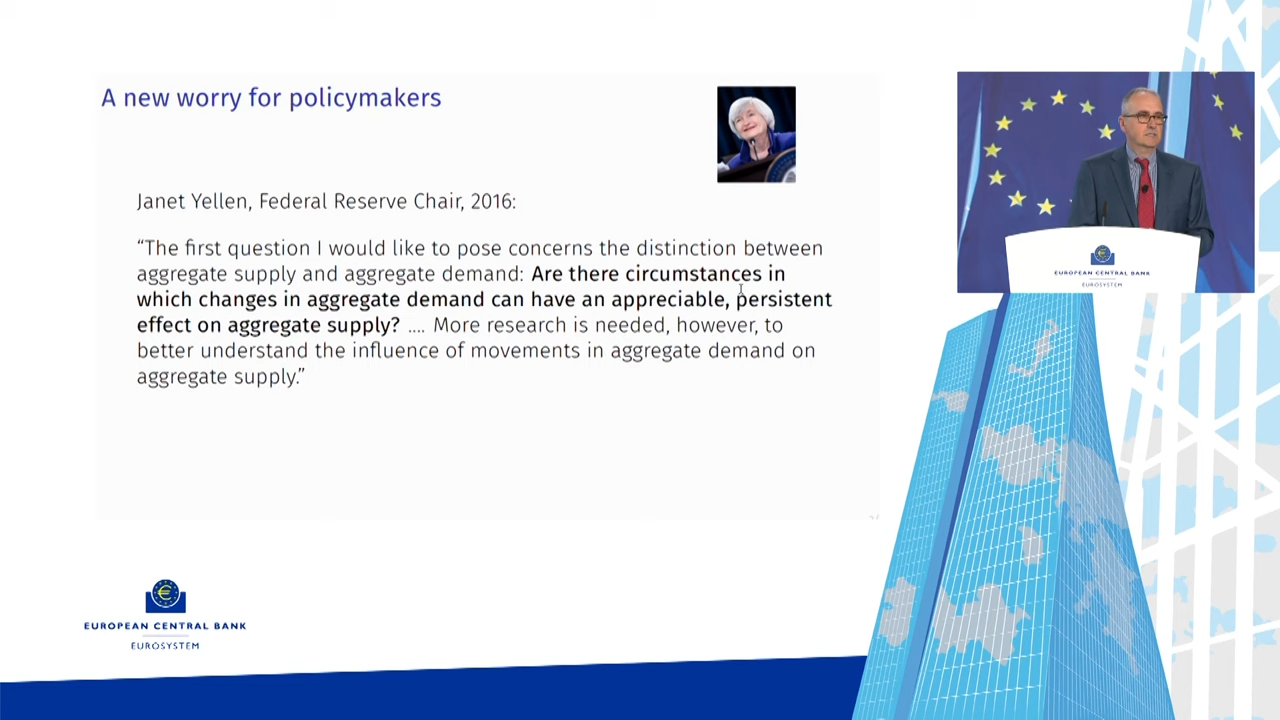 A new worry for policymakers
Janet Yellen, Federal Reserve Chair, 2016:
“The first question I would like to pose concerns the distinction between
aggregate supply and aggregate demand: Are there circumstances in
which changes in aggregate demand can have an appreciable, persistent
effect on aggregate supply? .... More research is needed, however, to
better understand the influence of movements in aggregate demand on
aggregate supply.”
EUROPEAN CENTRAL BANK
EUROSYSTEM
EUROPEAN CENTRAL BANK
EUROSYSTEM